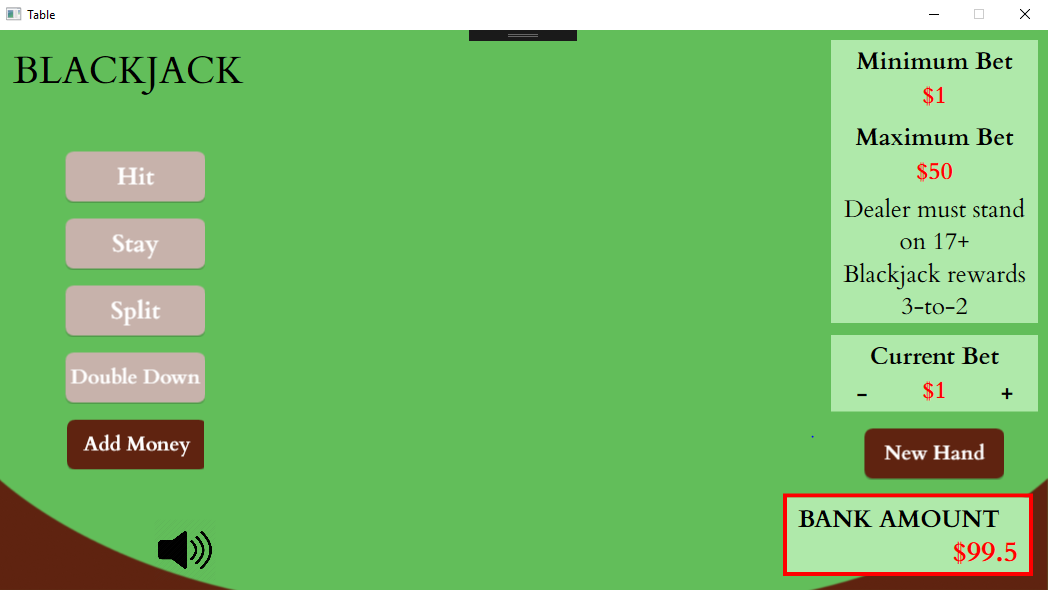 Table
BLACKJACK
Hit
Stay
Split
Double Down
Add Money
Minimum Bet
$1
Maximum Bet
$50
Dealer must stand
on 17+
Blackjack rewards
3-to-2
Current Bet
- $1 +
New Hand
BANK AMOUNT
$99.5